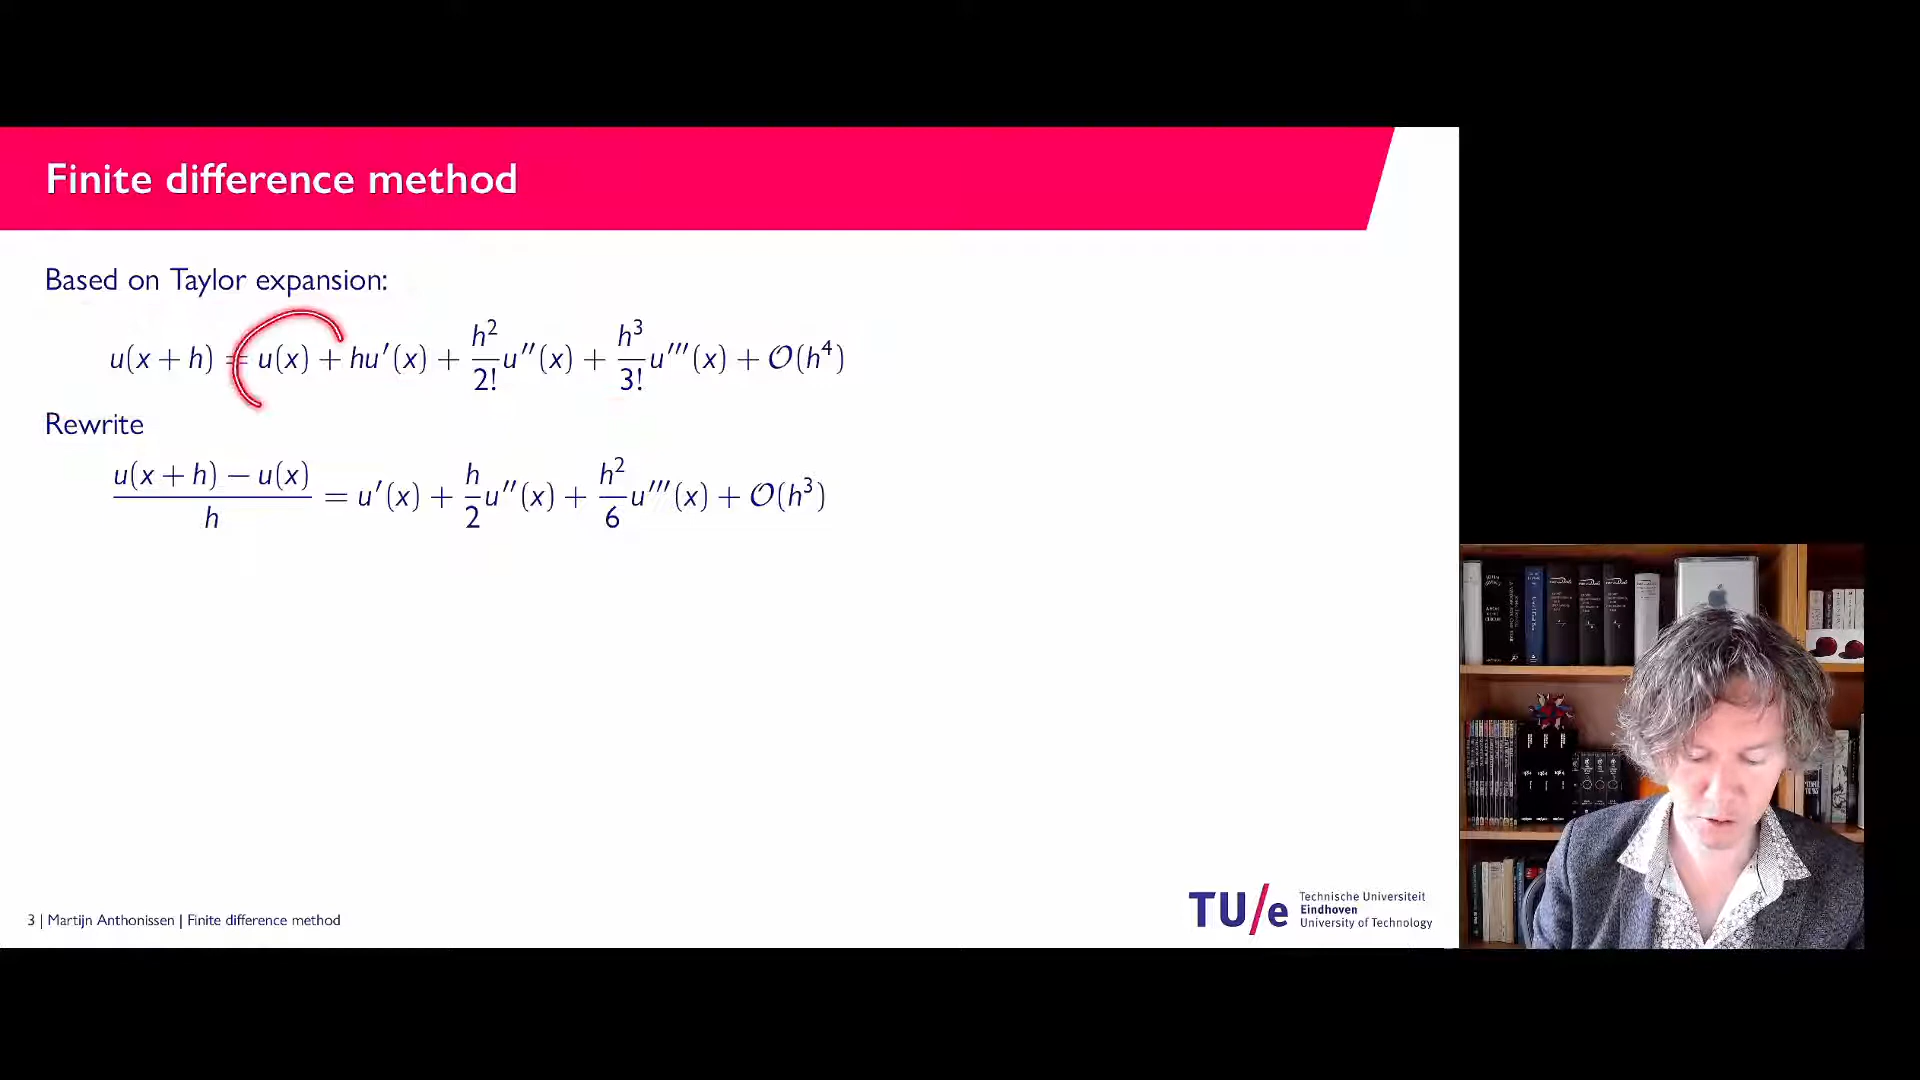 Finite difference method
Based on Taylor expansion:
u(x + h) = u(x) + hu′(x) + h²/2! u″(x) + h³/3! u‴(x) + O(h⁴)
Rewrite
u(x + h) − u(x)/h = u′(x) + h/2 u″(x) + h²/6 u‴(x) + O(h³)
3 | Martijn Anthonissen | Finite difference method
TU/e
Technische Universiteit
Eindhoven
University of Technology